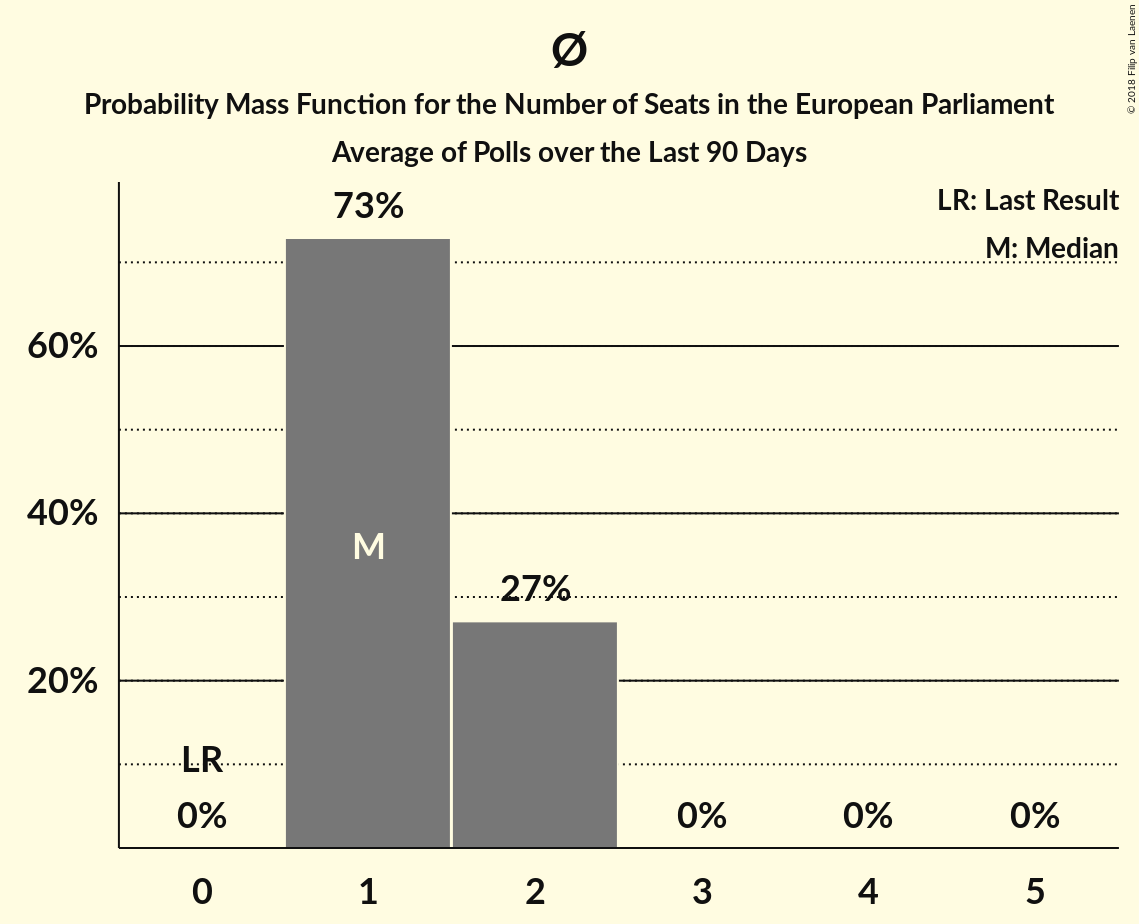 Ø
Probability Mass Function for the Number of Seats in the European Parliament
Average of Polls over the Last 90 Days
© 2018 Filip van Laenen
LR: Last Result
M: Median
73%
60%
40%
M
27%
20%
LR
0%
0%
0%
0%
0
1
2
3
4
5